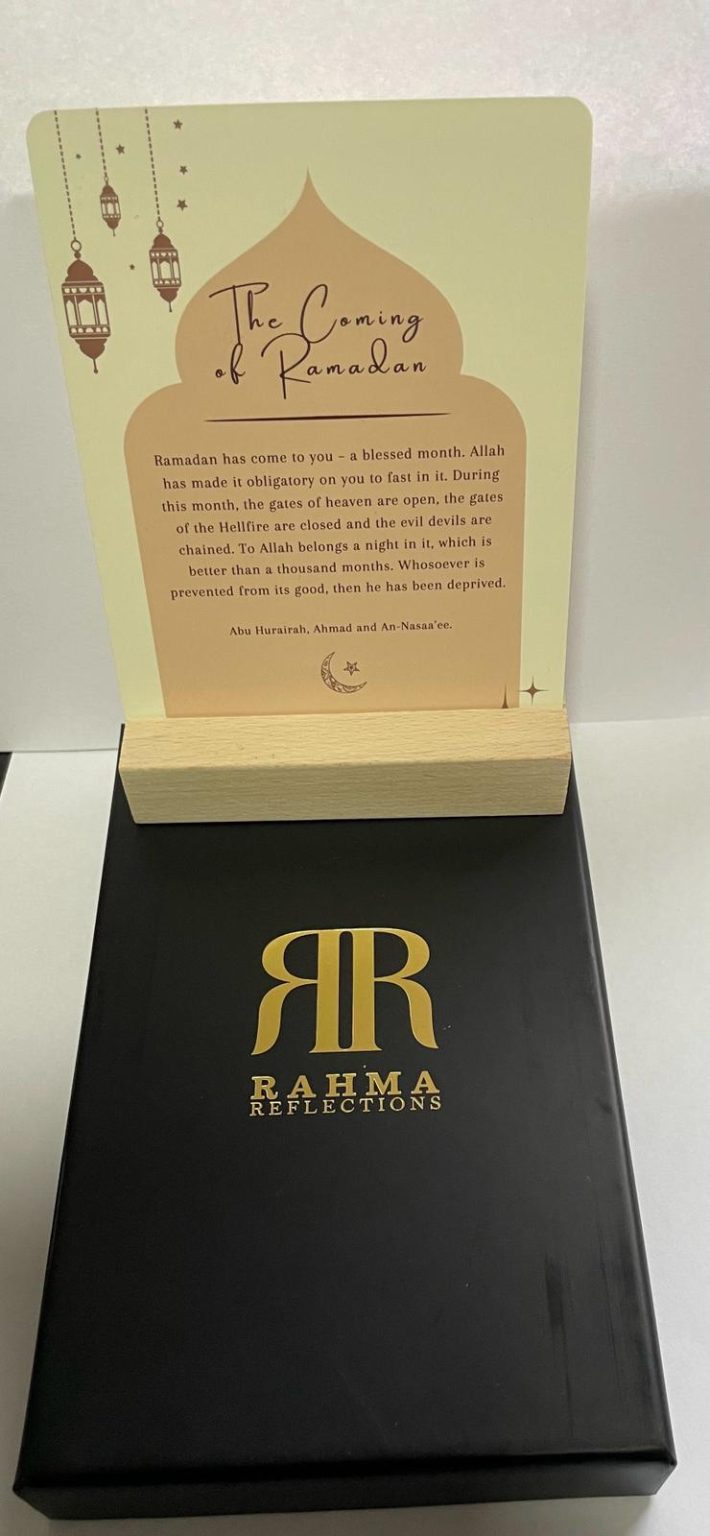 The Coming
of Ramadan
Ramadan has come to you – a blessed month. Allah
has made it obligatory on you to fast in it. During
this month, the gates of heaven are open, the gates
of the Hellfire are closed and the evil devils are
chained. To Allah belongs a night in it, which is
better than a thousand months. Whosoever is
prevented from its good, then he has been deprived.
Abu Hurairah, Ahmad and An-Nasaa'ee.
RR
RAHMA
REFLECTIONS